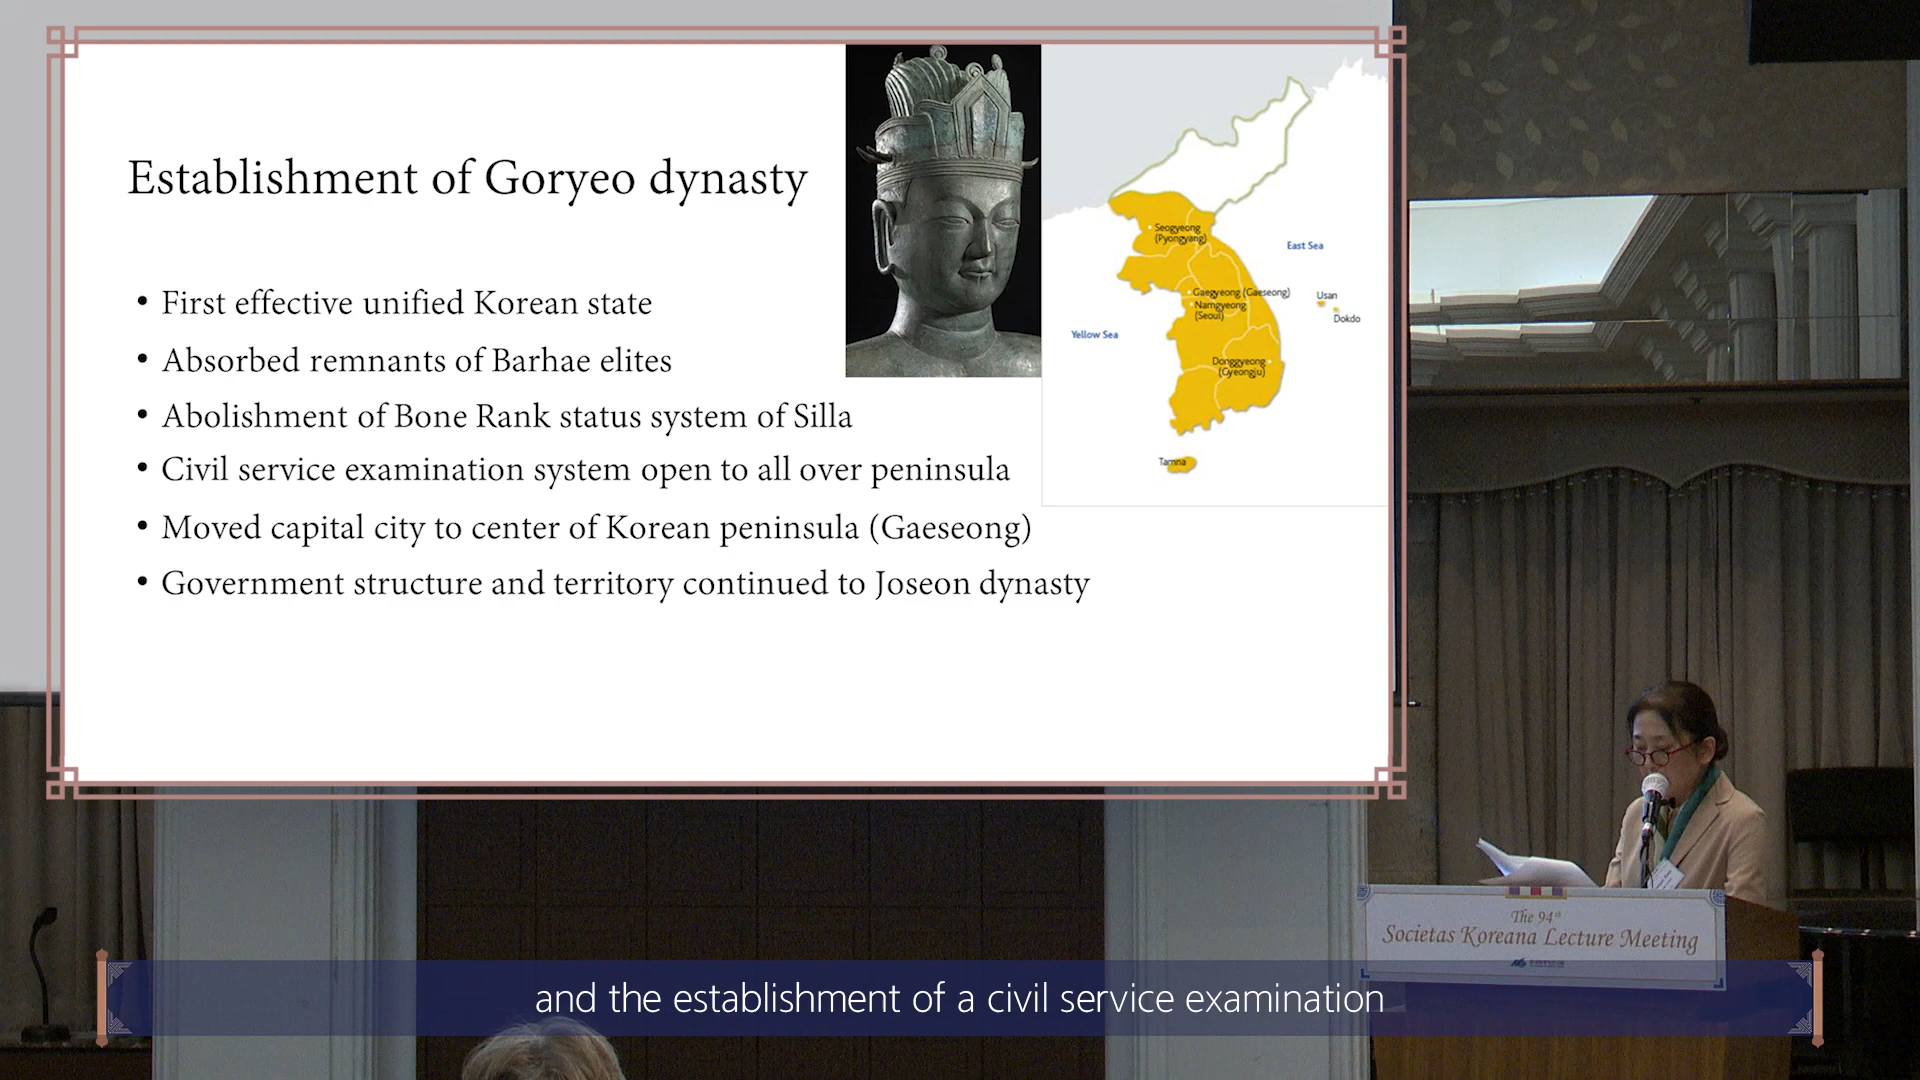 Establishment of Goryeo dynasty
• First effective unified Korean state
• Absorbed remnants of Barhae elites
• Abolishment of Bone Rank status system of Silla
• Civil service examination system open to all over peninsula
• Moved capital city to center of Korean peninsula (Gaeseong)
• Government structure and territory continued to Joseon dynasty
Seogyeong
(Pyongyang)
East Sea
Gaegyeong (Gaeseong)
Namgyeong
(Seoul)
Usan
Dokdo
Yellow Sea
Donggyeong
(Gyeongju)
Tamna
The 94th
Societas Koreana Lecture Meeting
and the establishment of a civil service examination